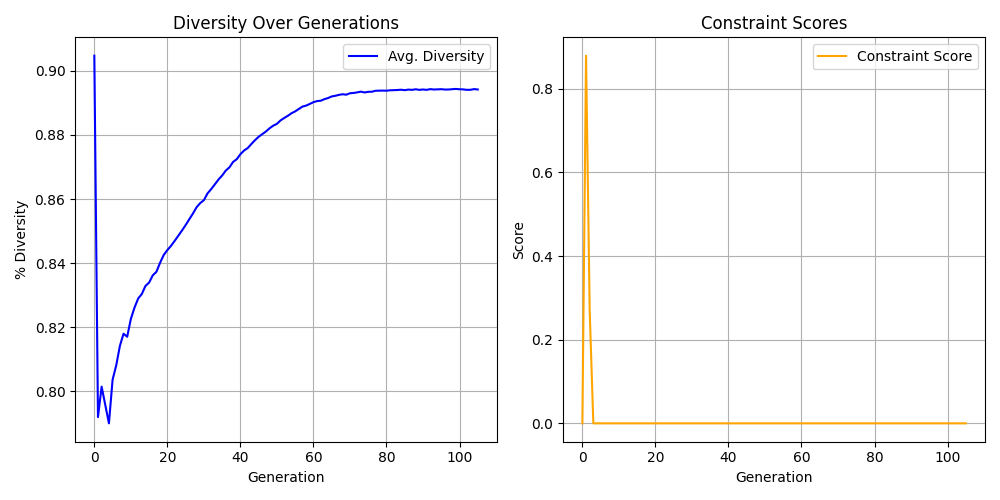 Diversity Over Generations
Avg. Diversity
% Diversity
0.90
0.88
0.86
0.84
0.82
0.80
0 20 40 60 80 100
Generation
Constraint Scores
Constraint Score
Score
0.8
0.6
0.4
0.2
0.0
0 20 40 60 80 100
Generation